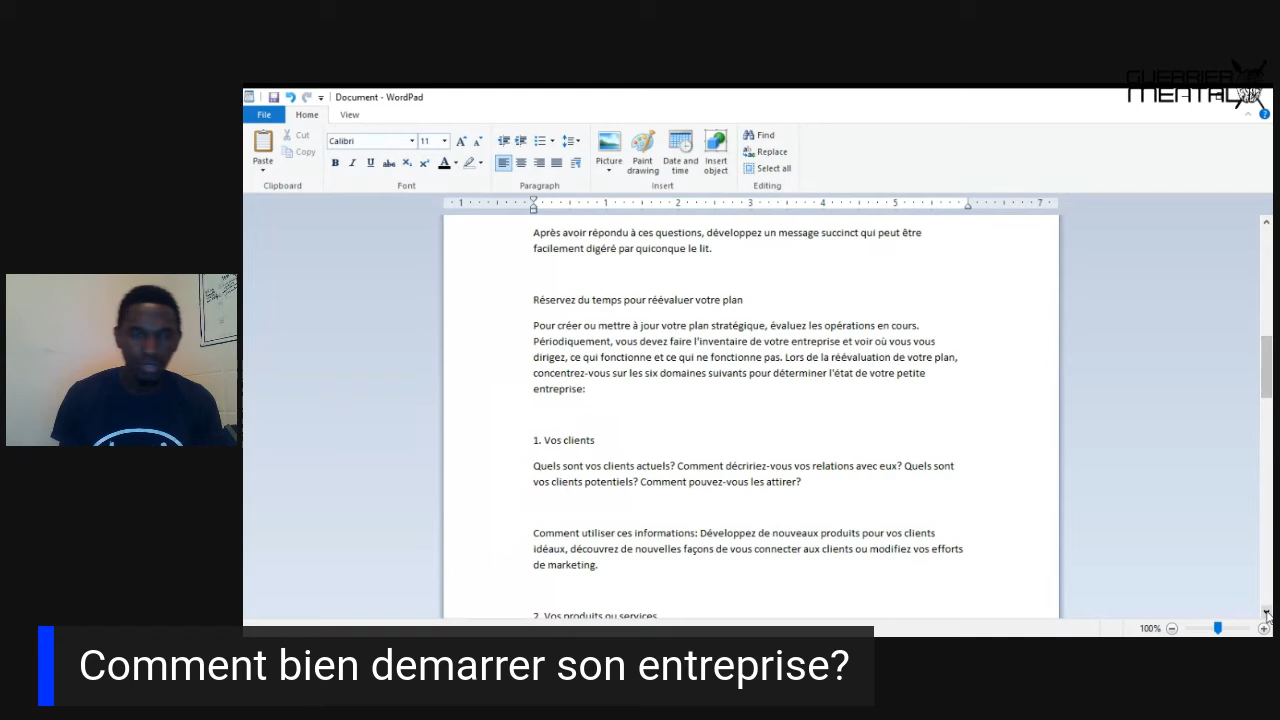 GUERRIER
MENTAL
Document - WordPad
File Home View
Paste
Cut
Copy
Clipboard
Calibri 11
Font
Paragraph
Picture
Paint drawing
Date and time
Insert object
Insert
Find
Replace
Select all
Editing
1 1 2 3 4 5 7
Après avoir répondu à ces questions, développez un message succinct qui peut être
facilement digéré par quiconque le lit.
Réservez du temps pour réévaluer votre plan
Pour créer ou mettre à jour votre plan stratégique, évaluez les opérations en cours.
Périodiquement, vous devez faire l'inventaire de votre entreprise et voir où vous vous
dirigez, ce qui fonctionne et ce qui ne fonctionne pas. Lors de la réévaluation de votre plan,
concentrez-vous sur les six domaines suivants pour déterminer l'état de votre petite
entreprise:
1. Vos clients
Quels sont vos clients actuels? Comment décririez-vous vos relations avec eux? Quels sont
vos clients potentiels? Comment pouvez-vous les attirer?
Comment utiliser ces informations: Développez de nouveaux produits pour vos clients
idéaux, découvrez de nouvelles façons de vous connecter aux clients ou modifiez vos efforts
de marketing.
2. Vos produits ou services
100%
Comment bien demarrer son entreprise?